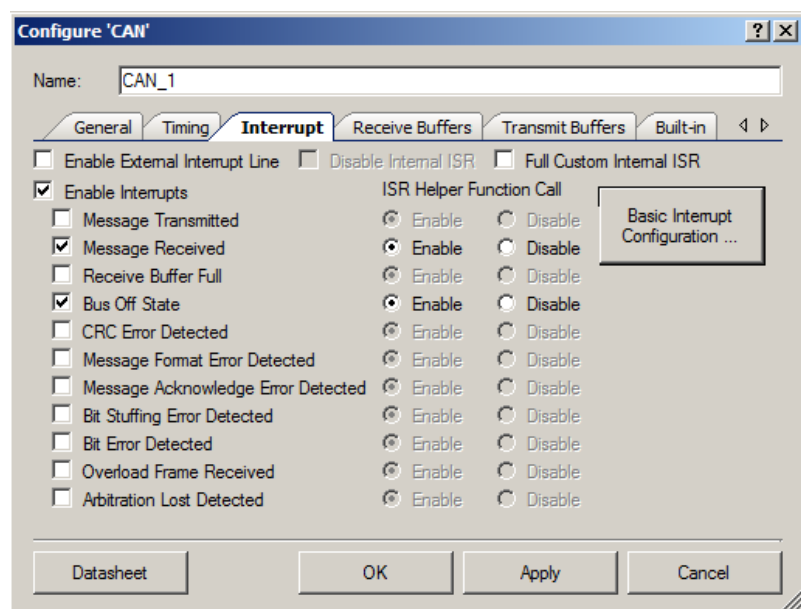 Configure 'CAN'
Name: CAN_1
General Timing Interrupt Receive Buffers Transmit Buffers Built-in
Enable External Interrupt Line Disable Internal ISR Full Custom Internal ISR
Enable Interrupts ISR Helper Function Call
Message Transmitted Enable Disable
Basic Interrupt
Configuration ...
Message Received Enable Disable
Receive Buffer Full Enable Disable
Bus Off State Enable Disable
CRC Error Detected Enable Disable
Message Format Error Detected Enable Disable
Message Acknowledge Error Detected Enable Disable
Bit Stuffing Error Detected Enable Disable
Bit Error Detected Enable Disable
Overload Frame Received Enable Disable
Arbitration Lost Detected Enable Disable
Datasheet OK Apply Cancel